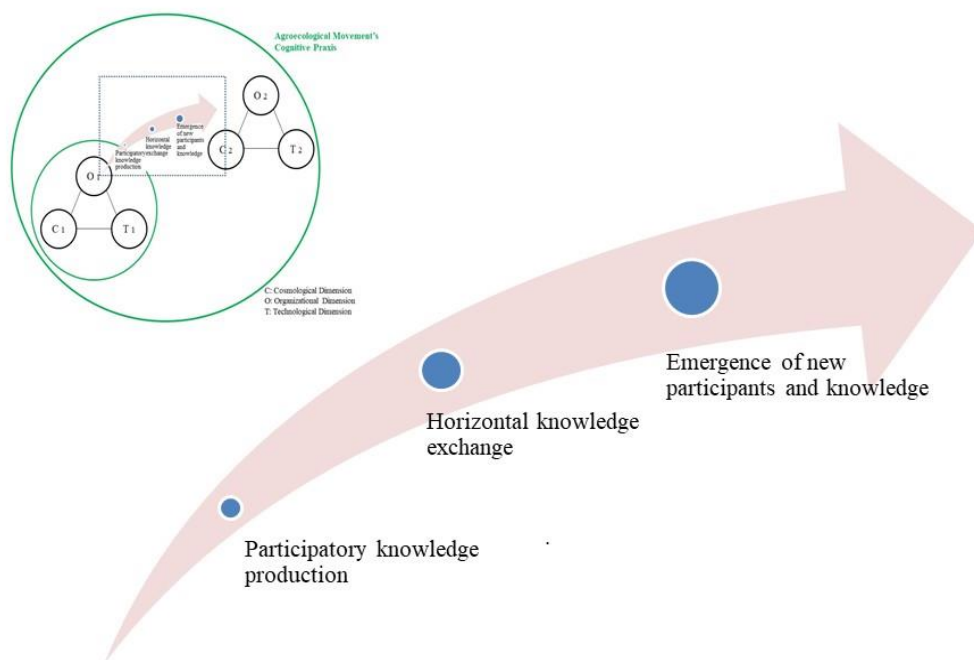 Agroecological Movement's
Cognitive Praxis
O 2
C 2
T 2
Emergence
of new
participants
and
knowledge
Horizontal
knowledge
exchange
Participatory
knowledge
production
O 1
C 1
T 1
C: Cosmological Dimension
O: Organizational Dimension
T: Technological Dimension
Emergence of new
participants and knowledge
Horizontal knowledge
exchange
Participatory knowledge
production
.